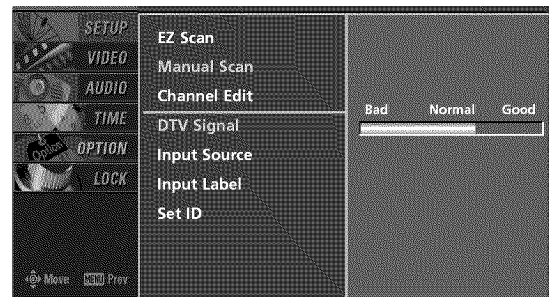 SETUP
VIDEO
AUDIO
TIME
OPTION
LOCK
Move MENU Prev
EZ Scan
Manual Scan
Channel Edit
DTV Signal
Input Source
Input Label
Set ID
Bad Normal Good